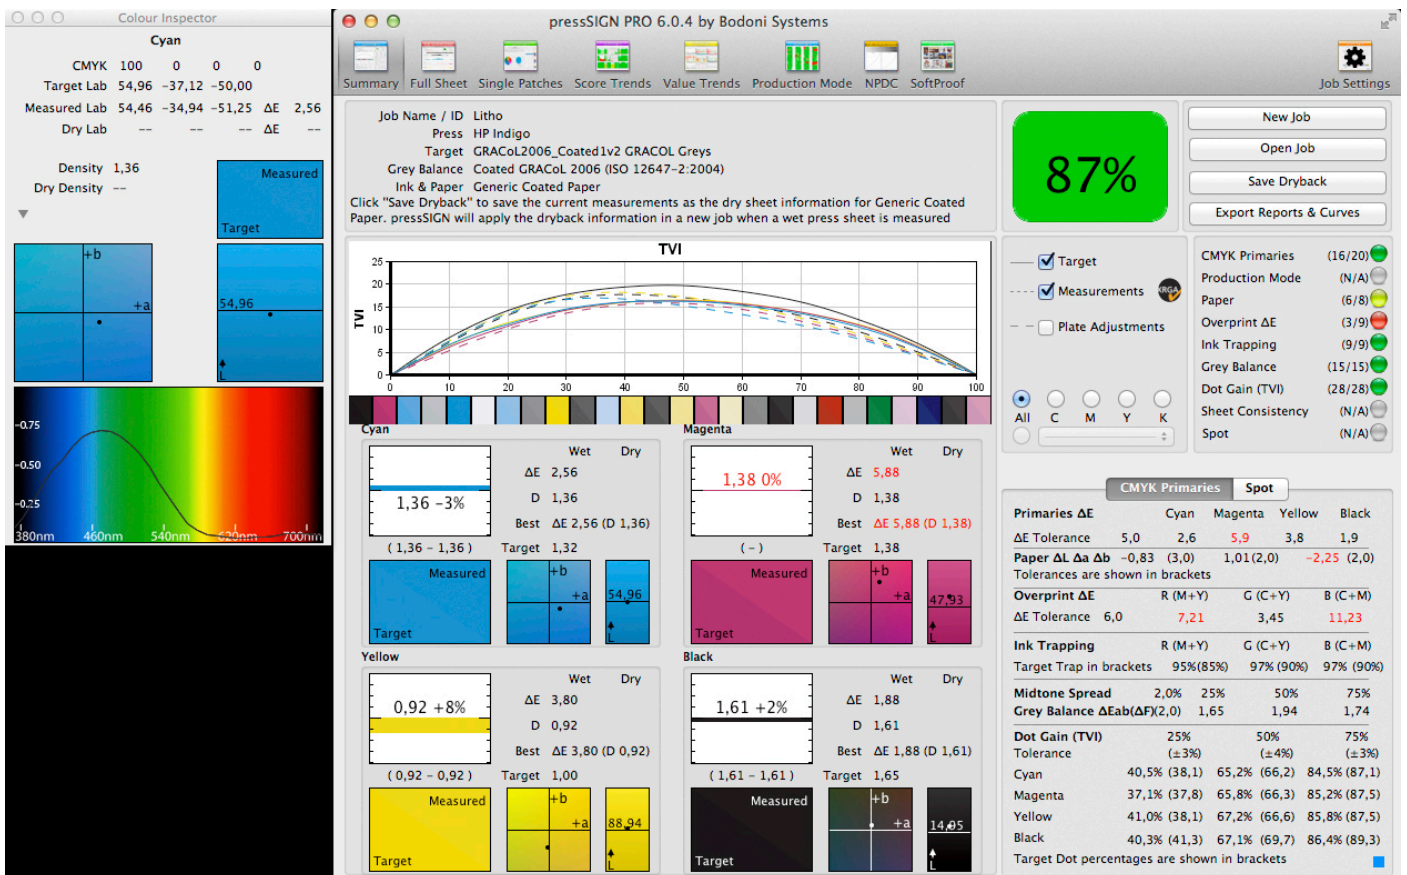 Colour Inspector
Cyan
CMYK 100 0 0 0
Target Lab 54,96 -37,12 -50,00
Measured Lab 54,46 -34,94 -51,25 ΔE 2,56
Dry Lab -- -- -- ΔE --
Density 1,36
Dry Density --
Measured
Target
+b
+a
54,96
L
-0.75
-0.50
-0.25
380nm 460nm 540nm 620nm 700nm
pressSIGN PRO 6.0.4 by Bodoni Systems
Summary Full Sheet Single Patches Score Trends Value Trends Production Mode NPDC SoftProof Job Settings
Job Name / ID Litho
Press HP Indigo
Target GRACoL2006_Coated1v2 GRACOL Greys
Grey Balance Coated GRACoL 2006 (ISO 12647-2:2004)
Ink & Paper Generic Coated Paper
Click "Save Dryback" to save the current measurements as the dry sheet information for Generic Coated
Paper. pressSIGN will apply the dryback information in a new job when a wet press sheet is measured
87%
New Job
Open Job
Save Dryback
Export Reports & Curves
TVI
TVI
25
20
15
10
5
0
0 10 20 30 40 50 60 70 80 90 100
Target
Measurements
XRGA
Plate Adjustments
All C M Y K
CMYK Primaries (16/20)
Production Mode (N/A)
Paper (6/8)
Overprint ΔE (3/9)
Ink Trapping (9/9)
Grey Balance (15/15)
Dot Gain (TVI) (28/28)
Sheet Consistency (N/A)
Spot (N/A)
Cyan
Wet Dry
ΔE 2,56
1,36 -3%
D 1,36
Best ΔE 2,56 (D 1,36)
( 1,36 - 1,36 ) Target 1,32
Measured
Target
+b
+a
54,96
L
Magenta
Wet Dry
ΔE 5,88
1,38 0%
D 1,38
Best ΔE 5,88 (D 1,38)
( - ) Target 1,38
Measured
Target
+b
+a
47,93
L
Yellow
Wet Dry
ΔE 3,80
0,92 +8%
D 0,92
Best ΔE 3,80 (D 0,92)
( 0,92 - 0,92 ) Target 1,00
Measured
Target
+b
+a
88,94
L
Black
Wet Dry
ΔE 1,88
1,61 +2%
D 1,61
Best ΔE 1,88 (D 1,61)
( 1,61 - 1,61 ) Target 1,65
Measured
Target
+b
+a
14,95
L
CMYK Primaries Spot
Primaries ΔE Cyan Magenta Yellow Black
ΔE Tolerance 5,0 2,6 5,9 3,8 1,9
Paper ΔL Δa Δb -0,83 (3,0) 1,01 (2,0) -2,25 (2,0)
Tolerances are shown in brackets
Overprint ΔE R (M+Y) G (C+Y) B (C+M)
ΔE Tolerance 6,0 7,21 3,45 11,23
Ink Trapping R (M+Y) G (C+Y) B (C+M)
Target Trap in brackets 95%(85%) 97% (90%) 97% (90%)
Midtone Spread 2,0% 25% 50% 75%
Grey Balance ΔEab(ΔF)(2,0) 1,65 1,94 1,74
Dot Gain (TVI) 25% 50% 75%
Tolerance (±3%) (±4%) (±3%)
Cyan 40,5% (38,1) 65,2% (66,2) 84,5% (87,1)
Magenta 37,1% (37,8) 65,8% (66,3) 85,2% (87,5)
Yellow 41,0% (38,1) 67,2% (66,6) 85,8% (87,5)
Black 40,3% (41,3) 67,1% (69,7) 86,4% (89,3)
Target Dot percentages are shown in brackets